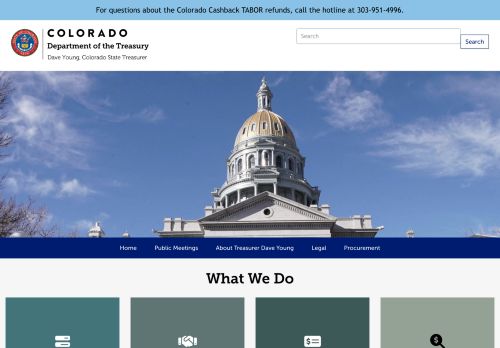 For questions about the Colorado Cashback TABOR refunds, call the hotline at 303-951-4996.
COLORADO
Department of the Treasury
Dave Young, Colorado State Treasurer
Search
Search
Home Public Meetings About Treasurer Dave Young Legal Procurement
What We Do